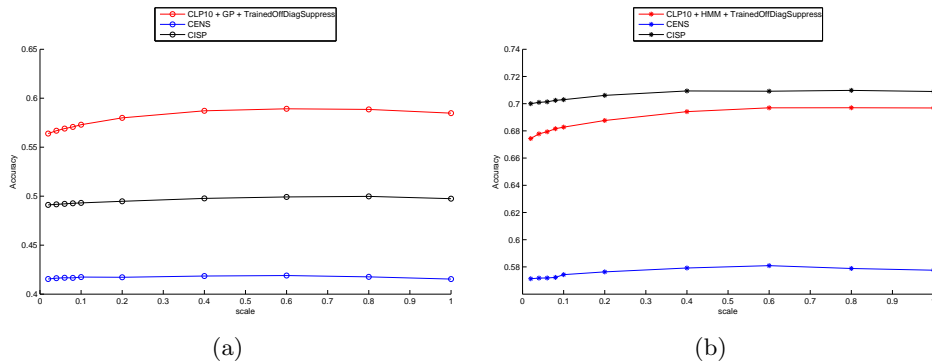 CLP10 + GP + TrainedOffDiagSuppress
CENS
CISP
0.65
0.6
0.55
0.5
0.45
0.4
Accuracy
0 0.1 0.2 0.3 0.4 0.5 0.6 0.7 0.8 0.9 1
scale
(a)
CLP10 + HMM + TrainedOffDiagSuppress
CENS
CISP
0.74
0.72
0.7
0.68
0.66
0.64
0.62
0.6
0.58
Accuracy
0 0.1 0.2 0.3 0.4 0.5 0.6 0.7 0.8 0.9 1
scale
(b)